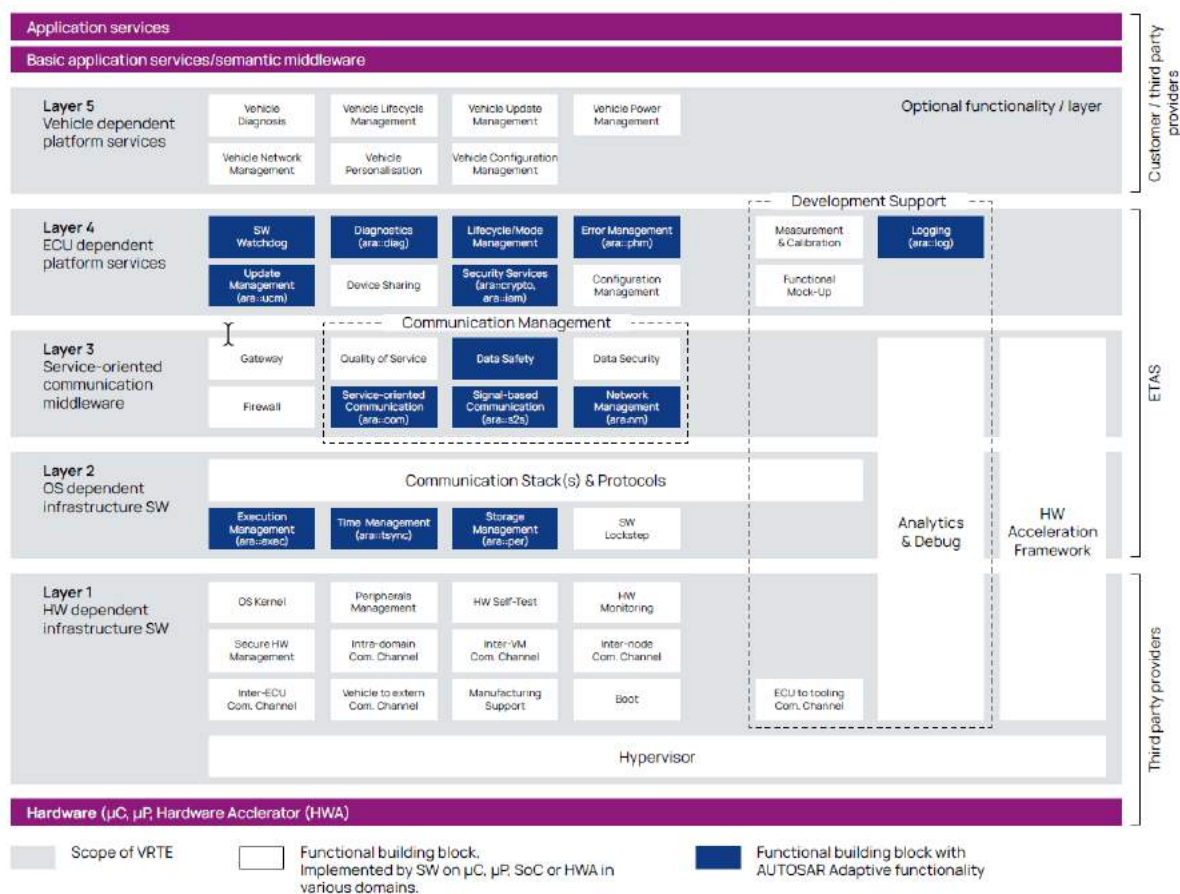 Application services
Basic application services/semantic middleware
Customer / third party
providers
Layer 5
Vehicle dependent
platform services
Vehicle
Diagnosis
Vehicle Lifecycle
Management
Vehicle Update
Management
Vehicle Power
Management
Optional functionality / layer
Vehicle Network
Management
Vehicle
Personalisation
Vehicle Configuration
Management
Development Support
Layer 4
ECU dependent
platform services
SW
Watchdog
Diagnostics
(ara::diag)
Lifecycle/Mode
Management
Error Management
(ara::phm)
Measurement
& Calibration
Logging
(ara::log)
Update
Management
(ara::ucm)
Device Sharing
Security Services
(ara::crypto,
ara::iam)
Configuration
Management
Functional
Mock-Up
ETAS
Communication Management
Layer 3
Service-oriented
communication
middleware
Gateway
Quality of Service
Data Safety
Data Security
Firewall
Service-oriented
Communication
(ara::com)
Signal-based
Communication
(ara::s2s)
Network
Management
(ara:nm)
Layer 2
OS dependent
infrastructure SW
Communication Stack(s) & Protocols
Execution
Management
(ara::exec)
Time Management
(ara::tsync)
Storage
Management
(ara::per)
SW
Lockstep
Analytics
& Debug
HW
Acceleration
Framework
Layer 1
HW dependent
infrastructure SW
OS Kernel
Peripherals
Management
HW Self-Test
HW
Monitoring
Secure HW
Management
Intra-domain
Com. Channel
Inter-VM
Com. Channel
Inter-node
Com. Channel
Inter-ECU
Com. Channel
Vehicle to extern
Com. Channel
Manufacturing
Support
Boot
ECU to tooling
Com. Channel
Third party providers
Hypervisor
Hardware (µC, µP, Hardware Acclerator (HWA)
Scope of VRTE
Functional building block.
Implemented by SW on µC, µP, SoC or HWA in
various domains.
Functional building block with
AUTOSAR Adaptive functionality